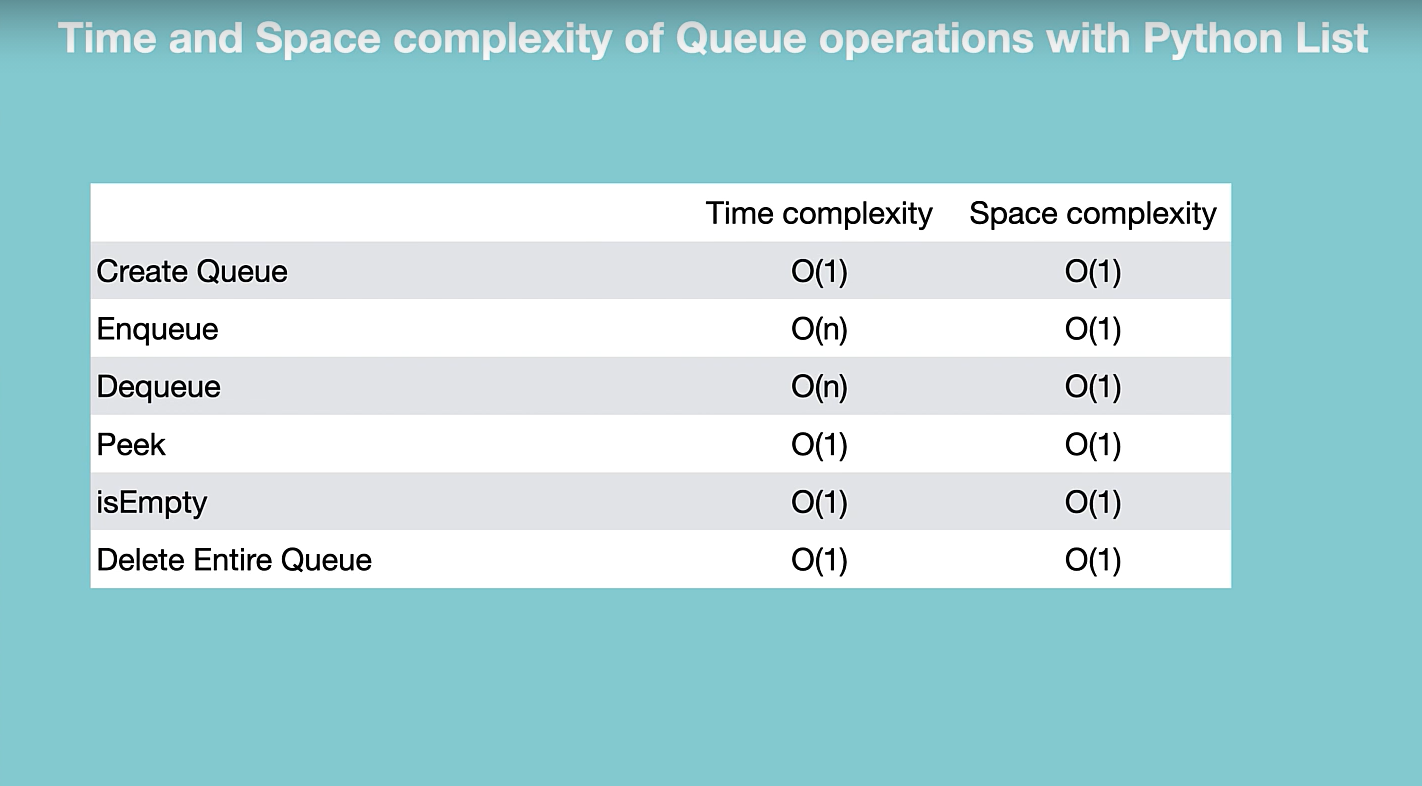 Time and Space complexity of Queue operations with Python List
Time complexity Space complexity
Create Queue O(1) O(1)
Enqueue O(n) O(1)
Dequeue O(n) O(1)
Peek O(1) O(1)
isEmpty O(1) O(1)
Delete Entire Queue O(1) O(1)